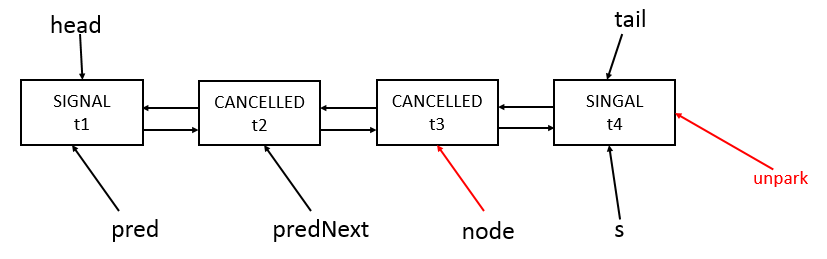 head
tail
SIGNAL
t1
CANCELLED
t2
CANCELLED
t3
SINGAL
t4
unpark
pred
predNext
node
s